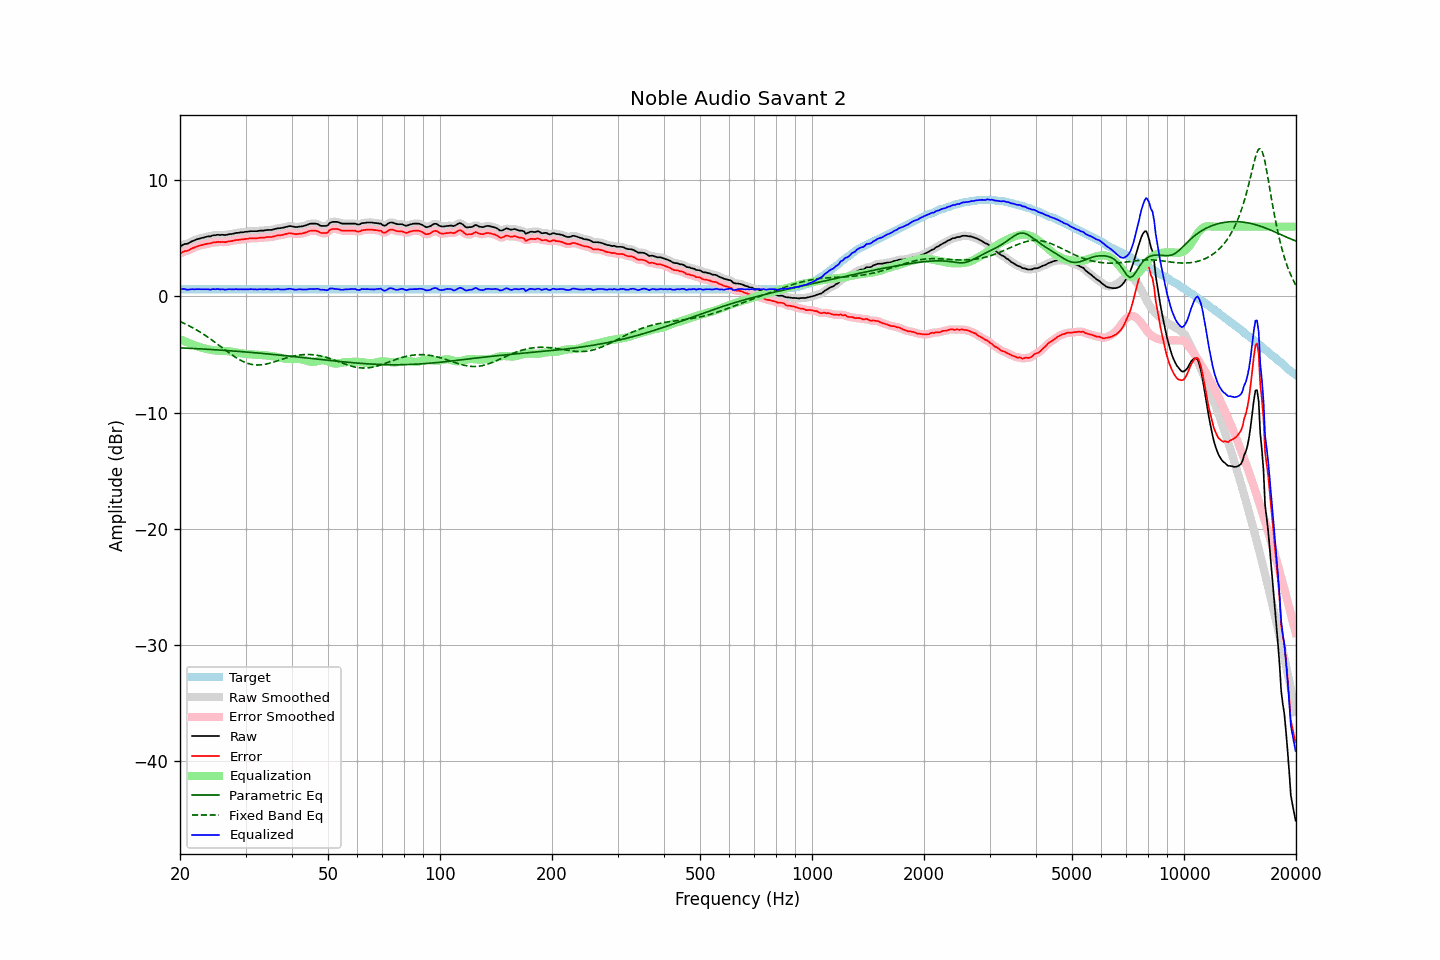 Noble Audio Savant 2
Amplitude (dBr)
10
0
−10
−20
−30
−40
Target
Raw Smoothed
Error Smoothed
Raw
Error
Equalization
Parametric Eq
Fixed Band Eq
Equalized
20 50 100 200 500 1000 2000 5000 10000 20000
Frequency (Hz)